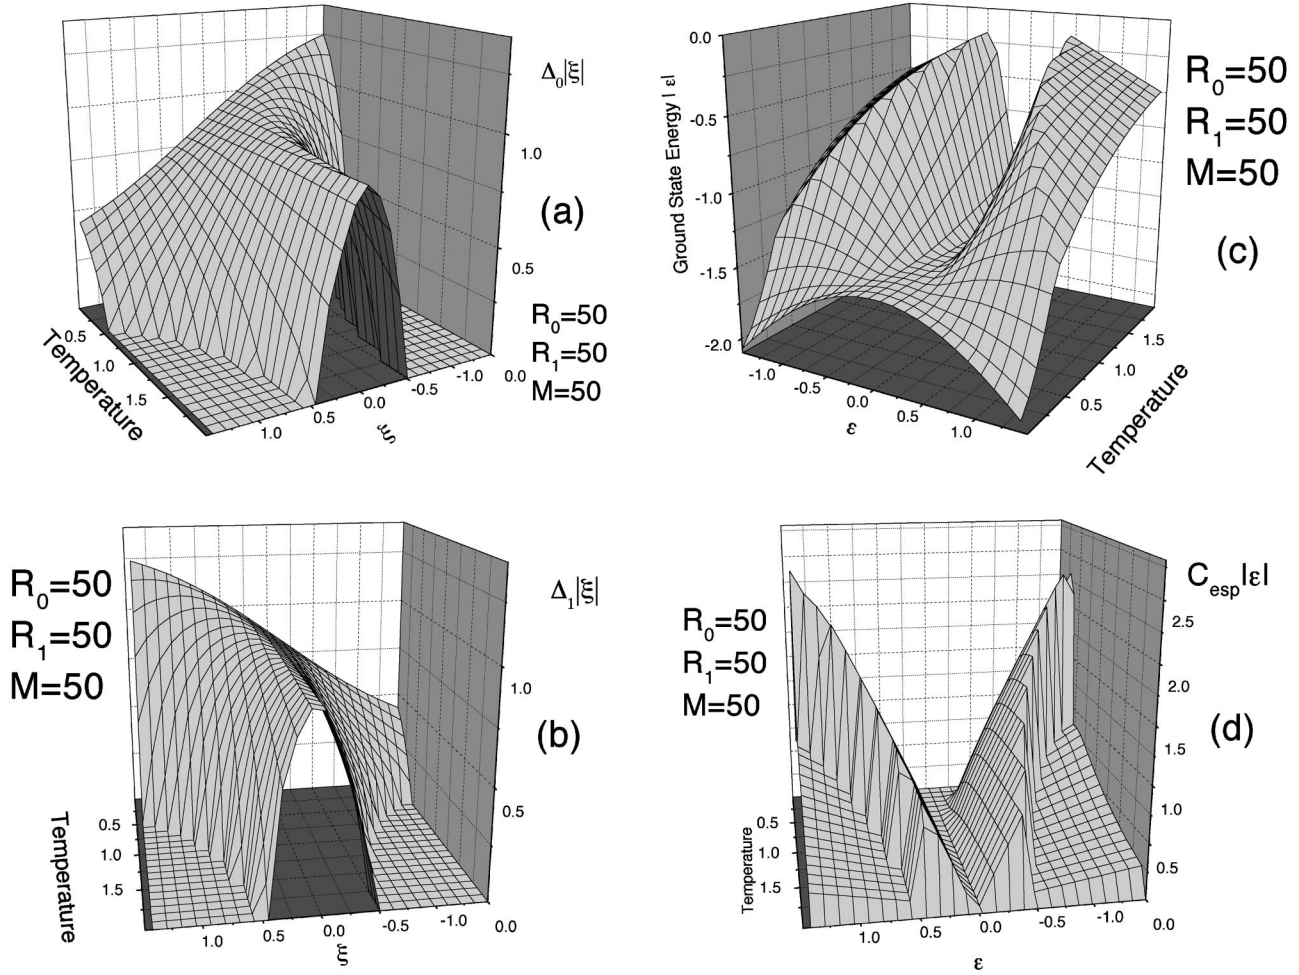 Δ0|ξ|
1.0
(a)
0.5
R0=50
R1=50
M=50
0.0
-1.0
-0.5
0.0
0.5
1.0
ξ
0.5
1.0
1.5
Temperature
0.0
-0.5
-1.0
-1.5
-2.0
Ground State Energy | ε|
R0=50
R1=50
M=50
(c)
-1.0
-0.5
0.0
0.5
1.0
ε
0.5
1.0
1.5
Temperature
R0=50
R1=50
M=50
Δ1|ξ|
1.0
(b)
0.5
0.0
-1.0
-0.5
0.0
0.5
1.0
ξ
0.5
1.0
1.5
Temperature
R0=50
R1=50
M=50
Cesp|ε|
2.5
2.0
(d)
1.5
1.0
0.5
0.0
-1.0
-0.5
0.0
0.5
1.0
ε
0.5
1.0
1.5
Temperature